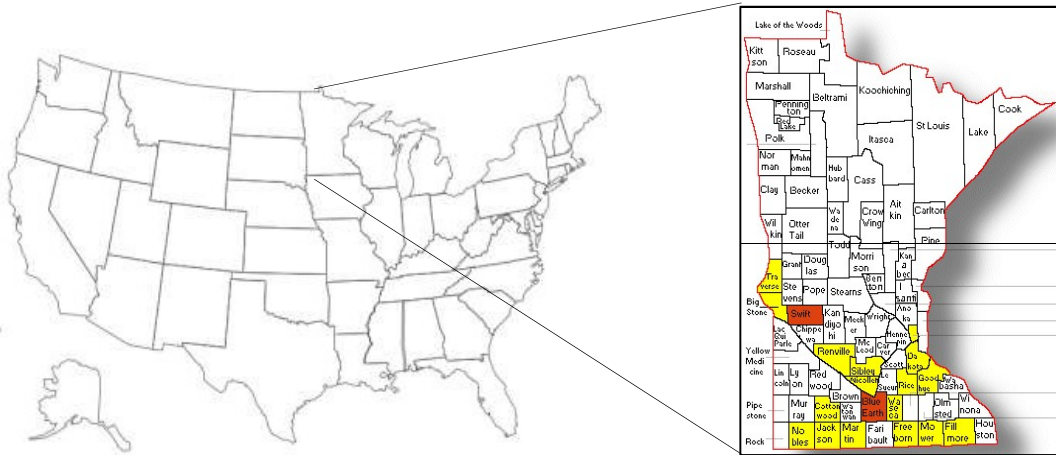 Lake of the Woods
Kitt
son
Roseau
Marshall
Koochiching
Beltrami
Cook
Penning
ton
Red
Lake
St Louis
Lake
Polk
Itasca
Nor
man
Mahn
omen
Hub
bard
Cass
Clay
Becker
Ait
kin
Wa
de
na
Crow
Wing
Carlton
Wil
kin
Otter
Tail
Pine
Todd
Morri
son
Kan
a
bec
Grant
Doug
las
Tra
verse
Ben
ton
Ste
vens
Pope
Stearns
I
santi
Big
Stone
Swift
Kan
diyo
hi
Meek
er
Wright
Ano
ka
Lac
Qui
Parle
Chippe
wa
Henne
pin
Yellow
Medi
cine
Renville
Mc
Leod
Car
ver
Scott
Da
kota
Lin
coln
Ly
on
Red
wood
Sibley
Nicollet
Le
Sueur
Rice
Good
hue
Wa
basha
Pipe
stone
Mur
ray
Cotton
wood
Brown
Wa
ton
wan
Blue
Earth
Wa
se
ca
Olm
sted
Wi
nona
Rock
No
bles
Jack
son
Mar
tin
Fari
bault
Free
born
Mo
wer
Fill
more
Hou
ston